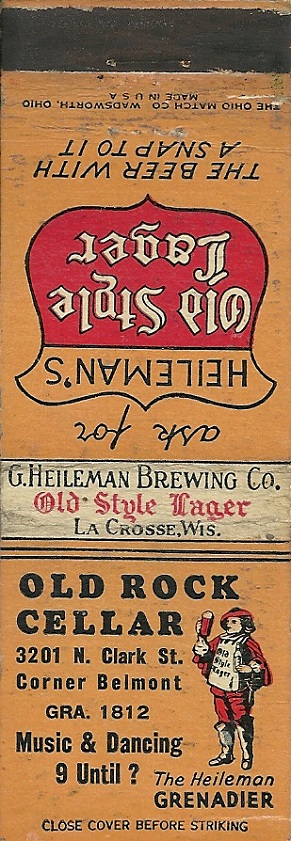 THE OHIO MATCH CO. WADSWORTH, OHIO
MADE IN U S A
THE BEER WITH
A SNAP TO IT
ask for
HEILEMAN'S
Old Style
Lager
G. HEILEMAN BREWING CO.
Old Style Lager
LA CROSSE, WIS.
OLD ROCK
CELLAR
3201 N. Clark St.
Corner Belmont
GRA. 1812
Music & Dancing
9 Until ?
Old
Style
Lager
The Heileman
GRENADIER
CLOSE COVER BEFORE STRIKING